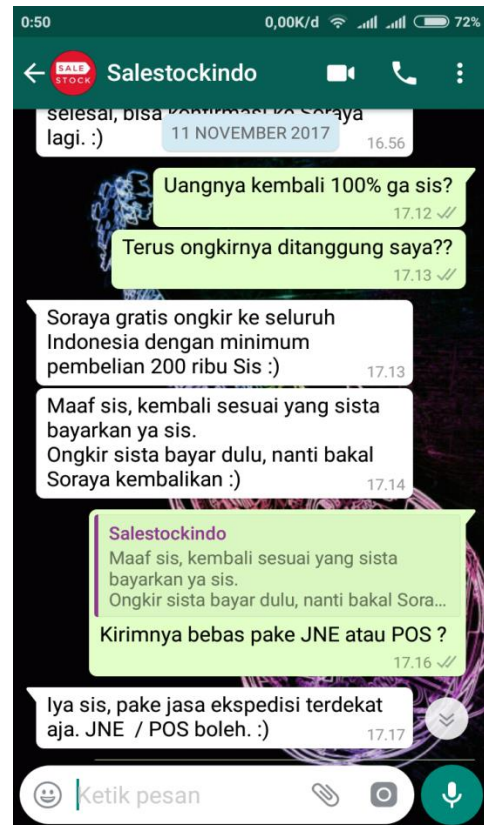 0:50
0,00K/d
72%
SALE
STOCK
Salestockindo
selesai, bisa konfirmasi ke Soraya
lagi. :)
16.56
11 NOVEMBER 2017
Uangnya kembali 100% ga sis?
17.12
Terus ongkirnya ditanggung saya??
17.13
Soraya gratis ongkir ke seluruh
Indonesia dengan minimum
pembelian 200 ribu Sis :)
17.13
Maaf sis, kembali sesuai yang sista
bayarkan ya sis.
Ongkir sista bayar dulu, nanti bakal
Soraya kembalikan :)
17.14
Salestockindo
Maaf sis, kembali sesuai yang sista
bayarkan ya sis.
Ongkir sista bayar dulu, nanti bakal Sora...
Kirimnya bebas pake JNE atau POS ?
17.16
Iya sis, pake jasa ekspedisi terdekat
aja. JNE / POS boleh. :)
17.17
Ketik pesan